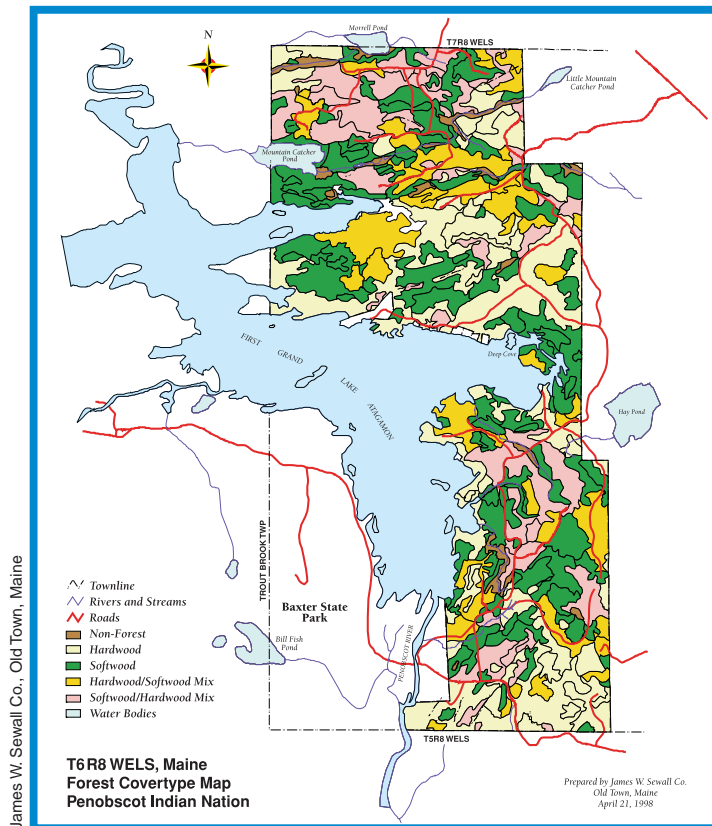 N
Morrell Pond
T7R8 WELS
Little Mountain
Catcher Pond
Mountain Catcher
Pond
FIRST GRAND LAKE ATAGAMON
Deep Cove
Hay Pond
TROUT BROOK TWP
Townline
Rivers and Streams
Roads
Non-Forest
Hardwood
Softwood
Hardwood/Softwood Mix
Softwood/Hardwood Mix
Water Bodies
Baxter State
Park
Bill Fish
Pond
PENOBSCOT RIVER
T5R8 WELS
T6R8 WELS, Maine
Forest Covertype Map
Penobscot Indian Nation
Prepared by James W. Sewall Co.
Old Town, Maine
April 21, 1998
James W. Sewall Co., Old Town, Maine